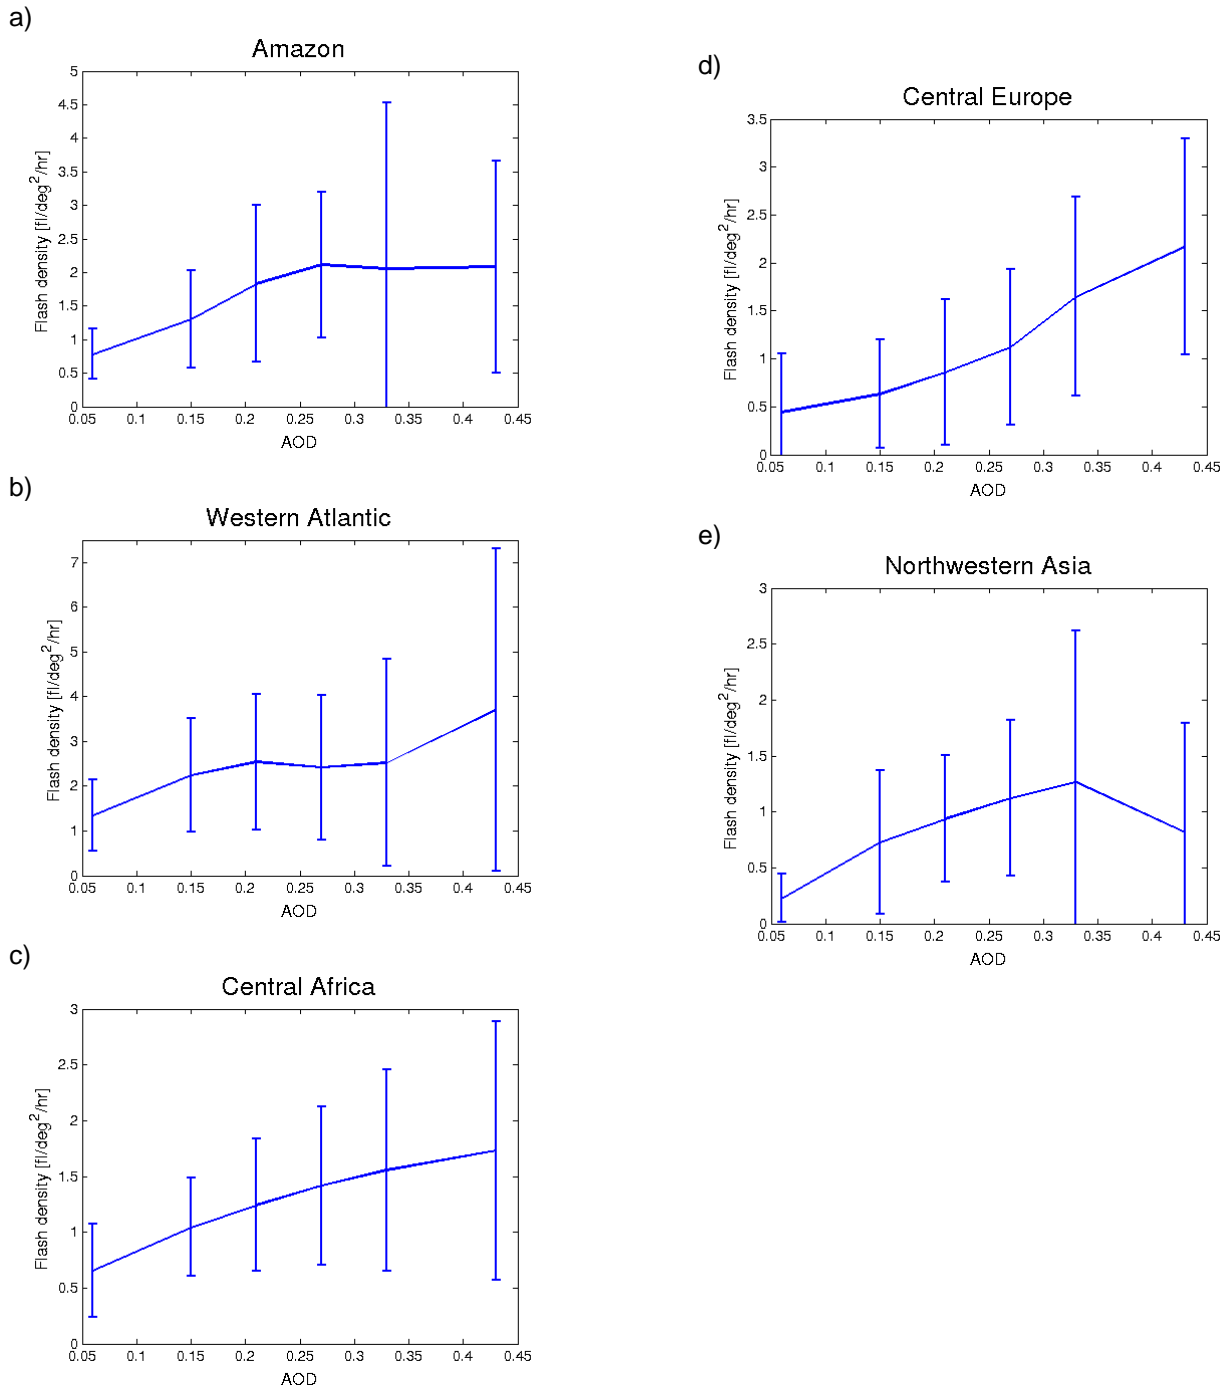 a)
Amazon
5
4.5
4
3.5
3
2.5
2
1.5
1
0.5
0
Flash density [fl/deg²/hr]
0.05 0.1 0.15 0.2 0.25 0.3 0.35 0.4 0.45
AOD
b)
Western Atlantic
7
6
5
4
3
2
1
0
Flash density [fl/deg²/hr]
0.05 0.1 0.15 0.2 0.25 0.3 0.35 0.4 0.45
AOD
c)
Central Africa
3
2.5
2
1.5
1
0.5
0
Flash density [fl/deg²/hr]
0.05 0.1 0.15 0.2 0.25 0.3 0.35 0.4 0.45
AOD
d)
Central Europe
3.5
3
2.5
2
1.5
1
0.5
0
Flash density [fl/deg²/hr]
0.05 0.1 0.15 0.2 0.25 0.3 0.35 0.4 0.45
AOD
e)
Northwestern Asia
3
2.5
2
1.5
1
0.5
0
Flash density [fl/deg²/hr]
0.05 0.1 0.15 0.2 0.25 0.3 0.35 0.4 0.45
AOD